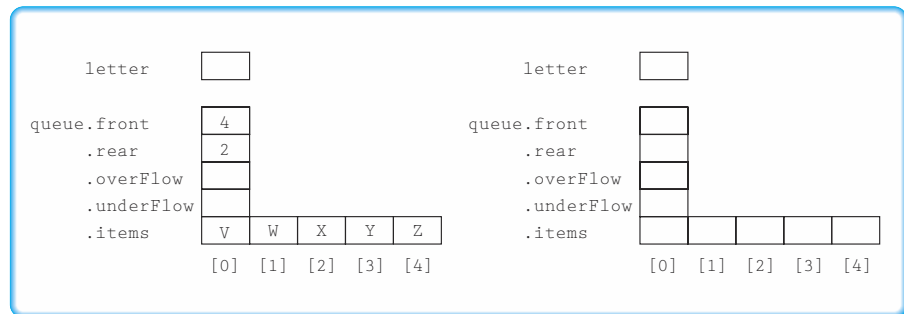 letter letter
queue.front 4 queue.front
.rear 2 .rear
.overFlow .overFlow
.underFlow .underFlow
.items V W X Y Z .items
[0] [1] [2] [3] [4] [0] [1] [2] [3] [4]